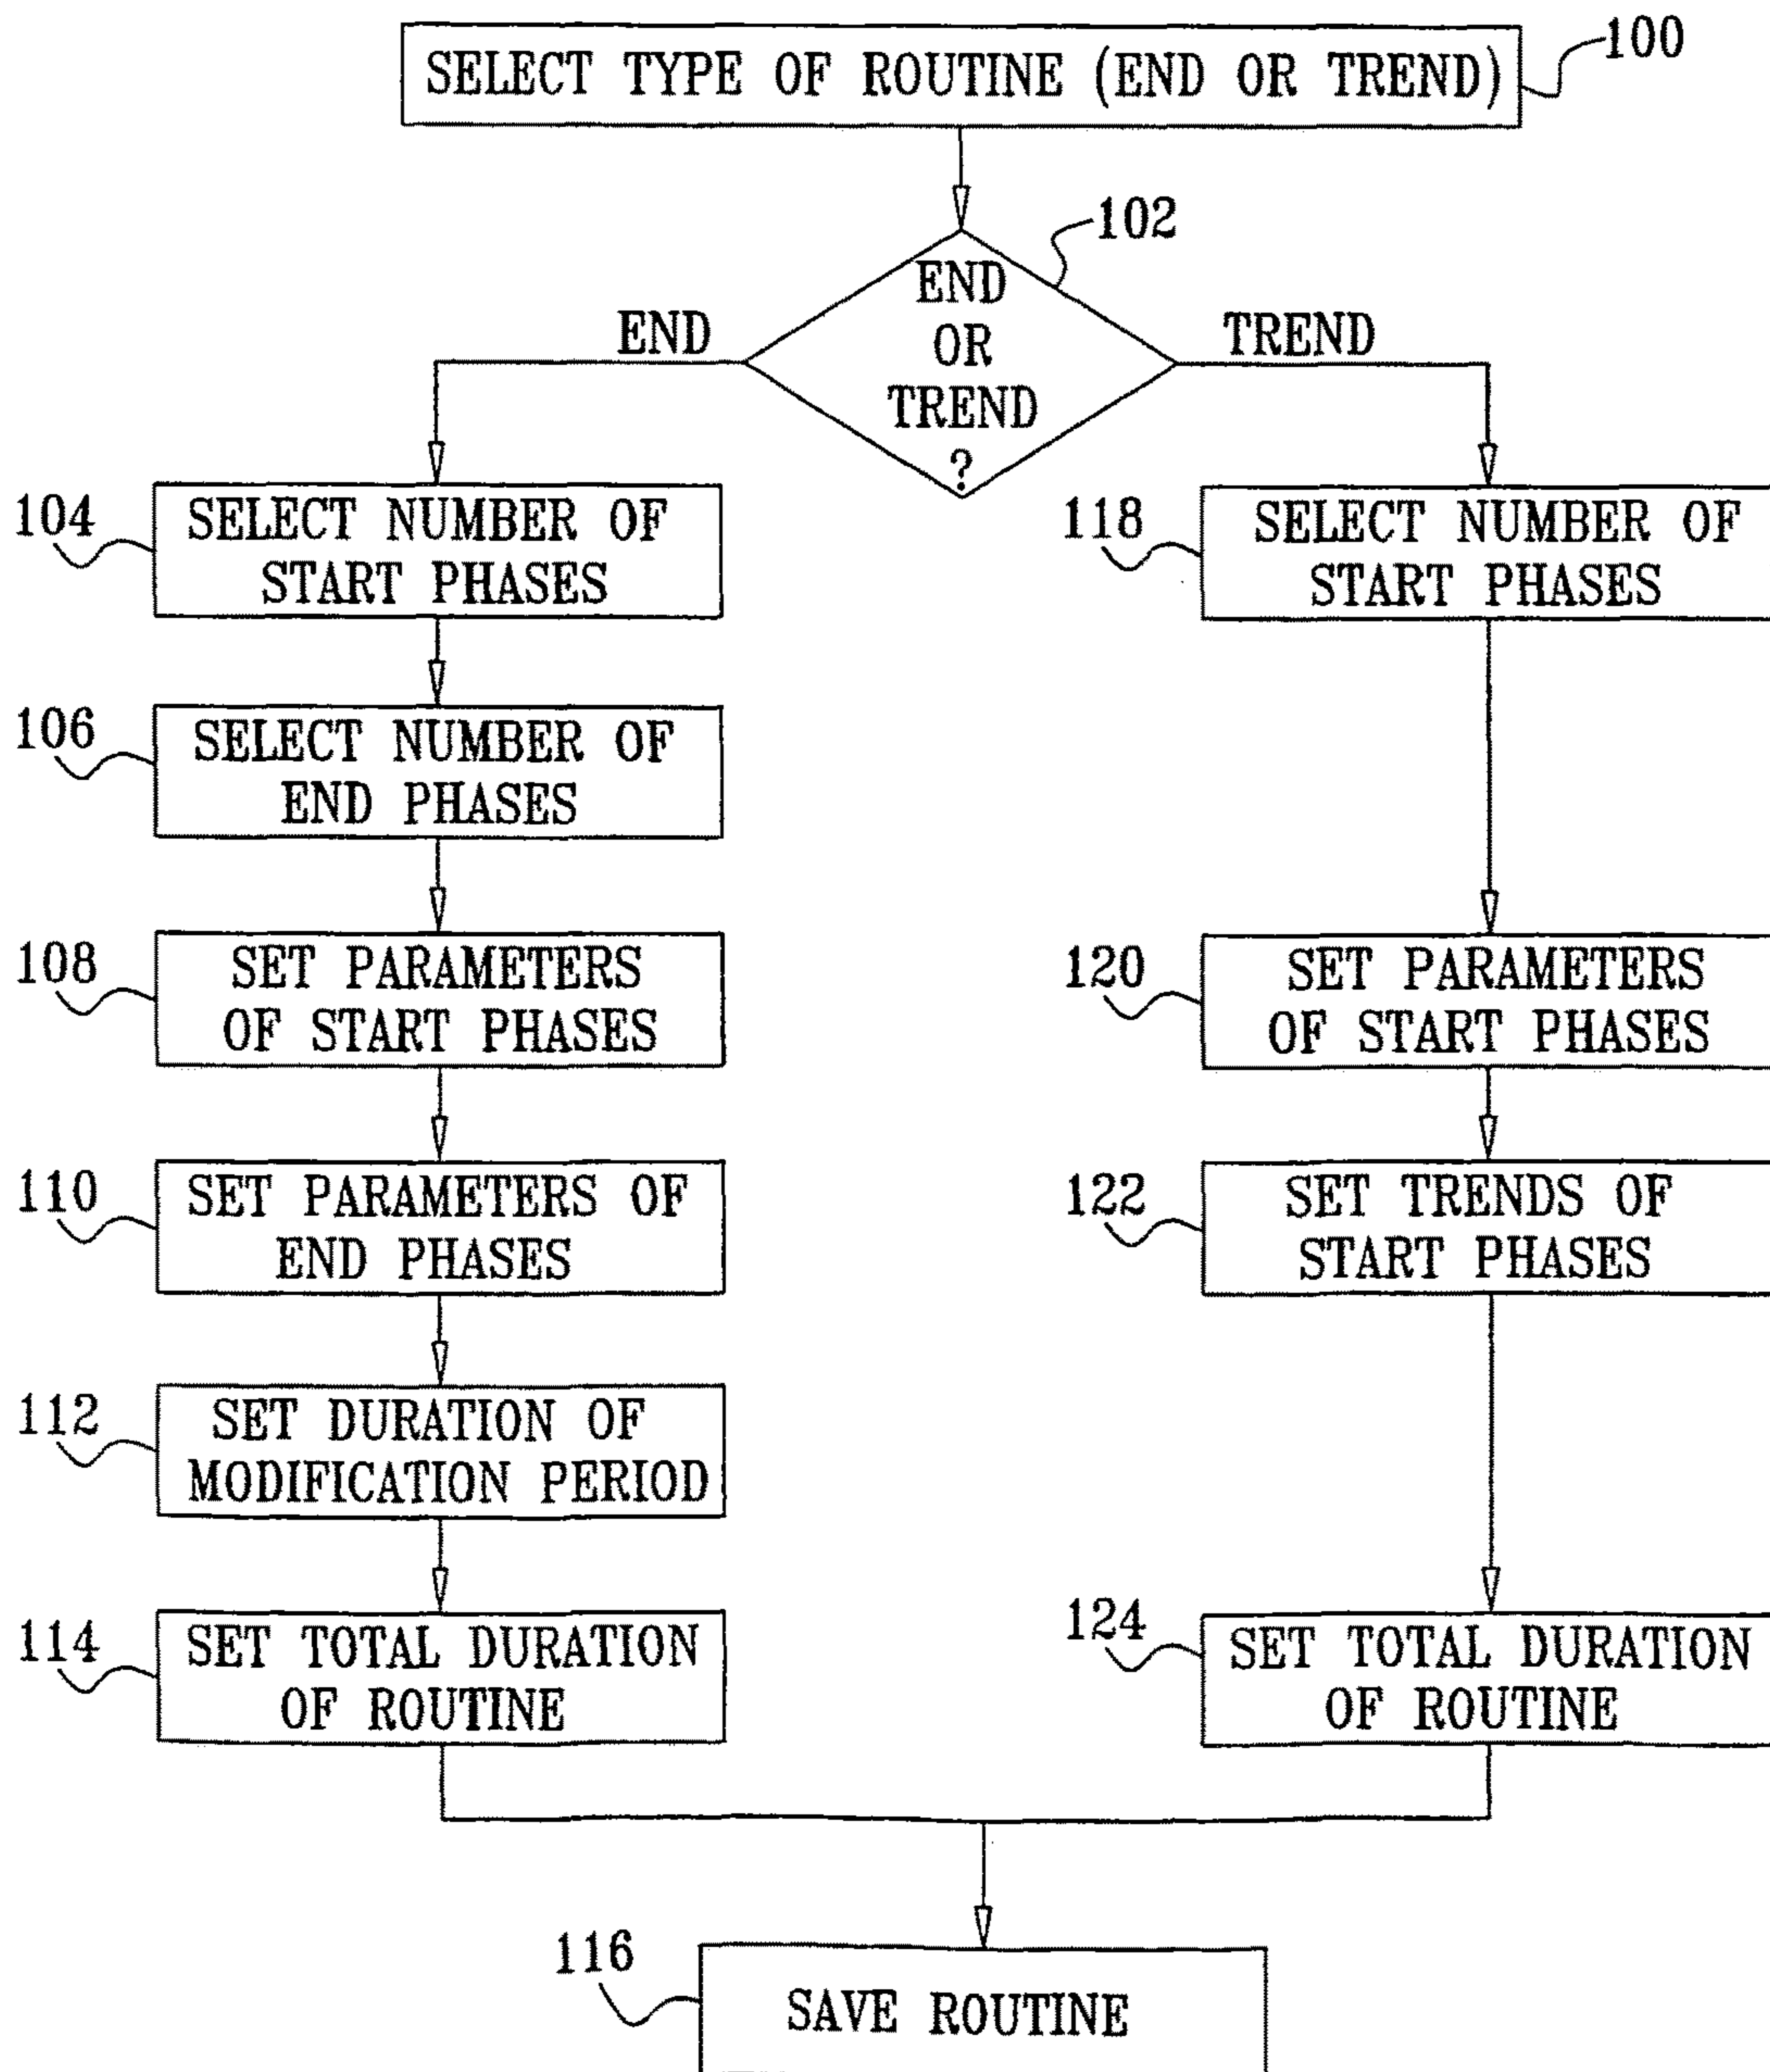 SELECT TYPE OF ROUTINE (END OR TREND)
100
102
END
OR
TREND
?
END
TREND
104
SELECT NUMBER OF
START PHASES
106
SELECT NUMBER OF
END PHASES
108
SET PARAMETERS
OF START PHASES
110
SET PARAMETERS OF
END PHASES
112
SET DURATION OF
MODIFICATION PERIOD
114
SET TOTAL DURATION
OF ROUTINE
118
SELECT NUMBER OF
START PHASES
120
SET PARAMETERS
OF START PHASES
122
SET TRENDS OF
START PHASES
124
SET TOTAL DURATION
OF ROUTINE
116
SAVE ROUTINE